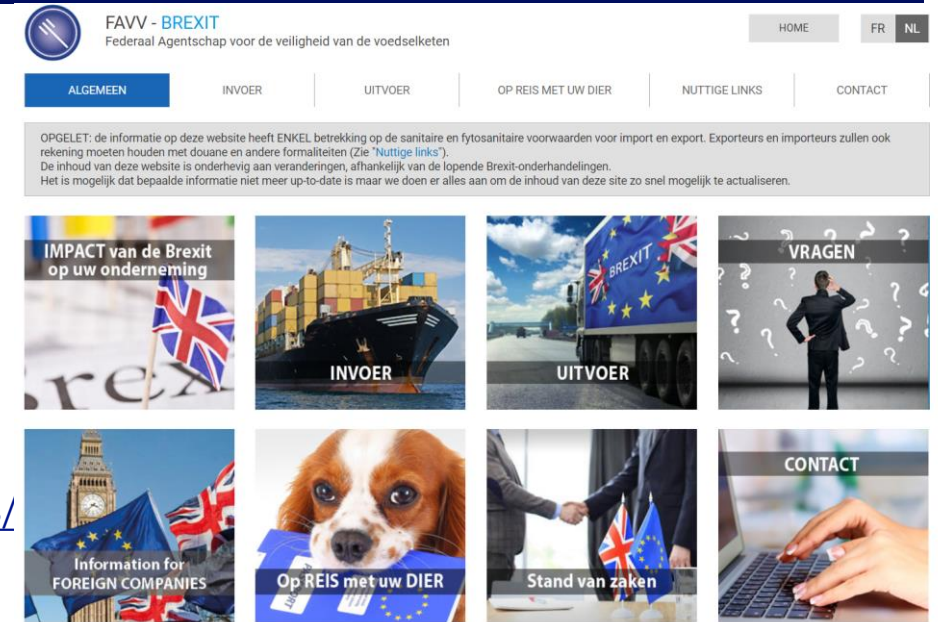 FAVV - BREXIT
Federaal Agentschap voor de veiligheid van de voedselketen
HOME
FR NL
ALGEMEEN INVOER UITVOER OP REIS MET UW DIER NUTTIGE LINKS CONTACT
OPGELET: de informatie op deze website heeft ENKEL betrekking op de sanitaire en fytosanitaire voorwaarden voor import en export. Exporteurs en importeurs zullen ook
rekening moeten houden met douane en andere formaliteiten (Zie "Nuttige links").
De inhoud van deze website is onderhevig aan veranderingen, afhankelijk van de lopende Brexit-onderhandelingen.
Het is mogelijk dat bepaalde informatie niet meer up-to-date is maar we doen er alles aan om de inhoud van deze site zo snel mogelijk te actualiseren.
IMPACT van de Brexit
op uw onderneming
rex
INVOER
BREXIT
UITVOER
VRAGEN
/
Information for
FOREIGN COMPANIES
Op REIS met uw DIER
PORT
Stand van zaken
CONTACT